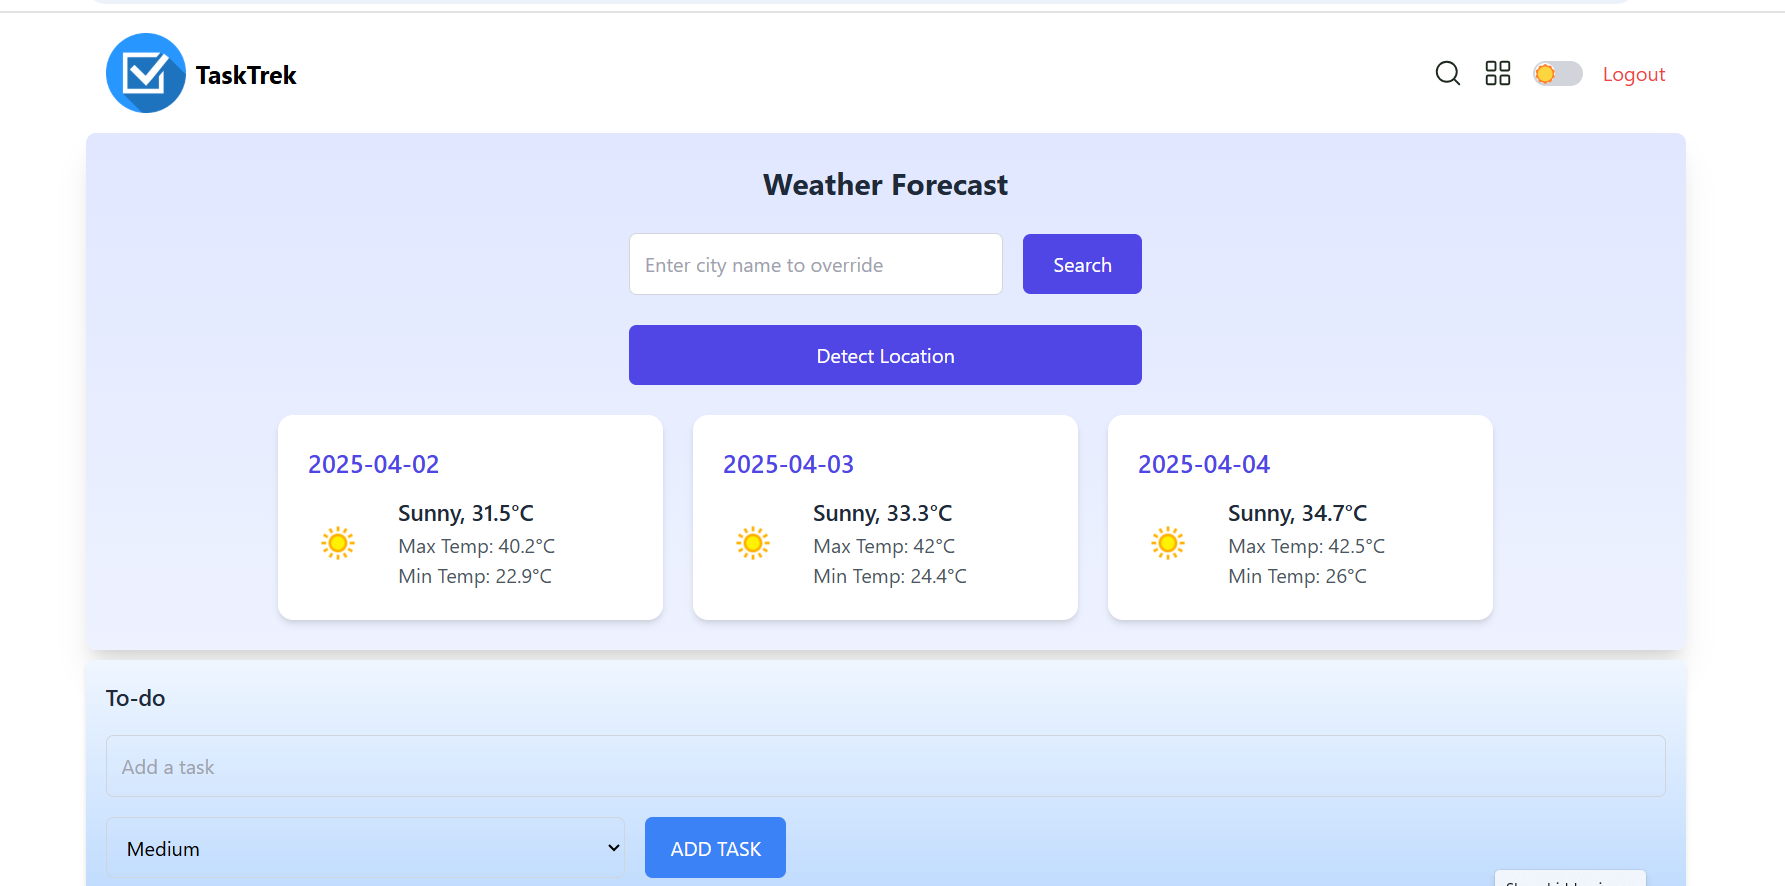 TaskTrek
Logout
Weather Forecast
Enter city name to override
Search
Detect Location
2025-04-02
Sunny, 31.5°C
Max Temp: 40.2°C
Min Temp: 22.9°C
2025-04-03
Sunny, 33.3°C
Max Temp: 42°C
Min Temp: 24.4°C
2025-04-04
Sunny, 34.7°C
Max Temp: 42.5°C
Min Temp: 26°C
To-do
Add a task
Medium
ADD TASK